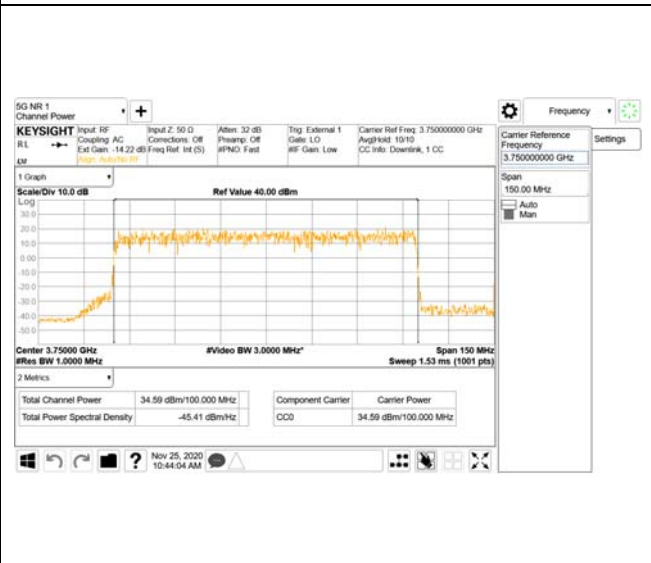 5G NR 1
Channel Power
Frequency
KEYSIGHT
RL
Input: RF
Coupling: AC
Ext Gain: -14.22 dB
Align: Auto/No RF
Input Z: 50 Ω
Corrections: Off
Freq Ref: Int (S)
Atten: 32 dB
Preamp: Off
#PNO: Fast
Trig: External 1
Gate: LO
#IF Gain: Low
Carrier Ref Freq: 3.750000000 GHz
Avg|Hold: 10/10
CC Info: Downlink, 1 CC
Carrier Reference
Frequency
3.750000000 GHz
Settings
Span
150.00 MHz
Auto
Man
1 Graph
Scale/Div 10.0 dB
Ref Value 40.00 dBm
Log
30.0
20.0
10.0
0.00
-10.0
-20.0
-30.0
-40.0
-50.0
Center 3.75000 GHz
#Video BW 3.0000 MHz*
Span 150 MHz
#Res BW 1.0000 MHz
Sweep 1.53 ms (1001 pts)
2 Metrics
Total Channel Power 34.59 dBm/100.000 MHz
Total Power Spectral Density -45.41 dBm/Hz
Component Carrier Carrier Power
CC0 34.59 dBm/100.000 MHz
Nov 25, 2020
10:44:04 AM